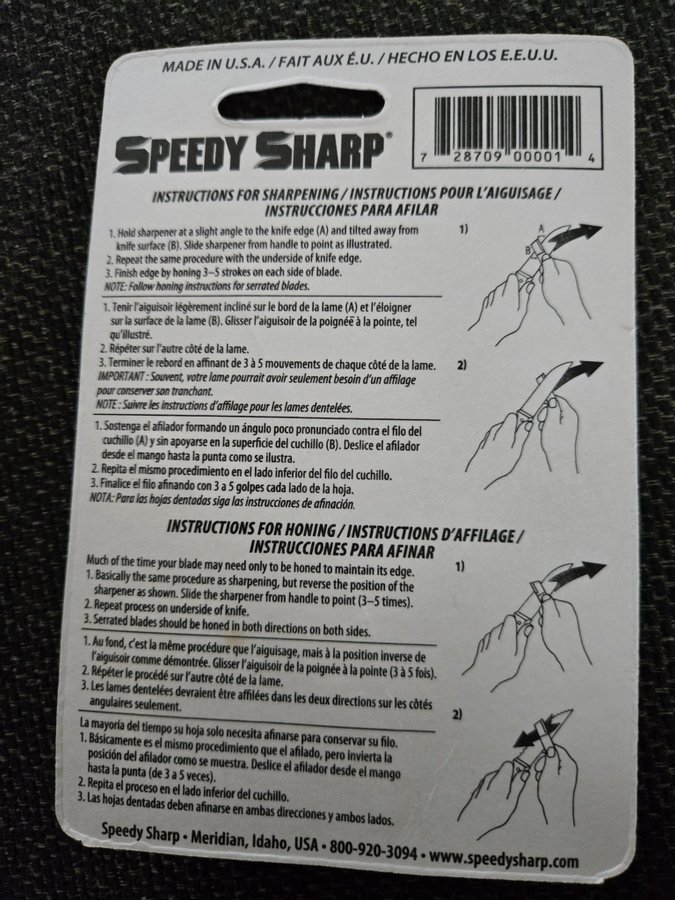 MADE IN U.S.A. / FAIT AUX É.U. / HECHO EN LOS E.E.U.U.
SPEEDY SHARP®
7 28709 00001 4
INSTRUCTIONS FOR SHARPENING / INSTRUCTIONS POUR L'AIGUISAGE /
INSTRUCCIONES PARA AFILAR
1. Hold sharpener at a slight angle to the knife edge (A) and tilted away from
knife surface (B). Slide sharpener from handle to point as illustrated.
2. Repeat the same procedure with the underside of knife edge.
3. Finish edge by honing 3–5 strokes on each side of blade.
NOTE: Follow honing instructions for serrated blades.
1)
A
B
1. Tenir l'aiguisoir légèrement incliné sur le bord de la lame (A) et l'éloigner
sur la surface de la lame (B). Glisser l'aiguisoir de la poignée à la pointe, tel
qu'illustré.
2. Répéter sur l'autre côté de la lame.
3. Terminer le rebord en affinant de 3 à 5 mouvements de chaque côté de lame.
IMPORTANT : Souvent, votre lame pourrait avoir seulement besoin d'un affilage
pour conserver son tranchant.
NOTE : Suivre les instructions d'affilage pour les lames dentelées.
2)
1. Sostenga el afilador formando un ángulo poco pronunciado contra el filo del
cuchillo (A) y sin apoyarse en la superficie del cuchillo (B). Deslice el afilador
desde el mango hasta la punta como se ilustra.
2. Repita el mismo procedimiento en el lado inferior del filo del cuchillo.
3. Finalice el filo afinando con 3 a 5 golpes cada lado de la hoja.
NOTA: Para las hojas dentadas siga las instrucciones de afinación.
INSTRUCTIONS FOR HONING / INSTRUCTIONS D'AFFILAGE /
INSTRUCCIONES PARA AFINAR
Much of the time your blade may need only to be honed to maintain its edge.
1. Basically the same procedure as sharpening, but reverse the position of the
sharpener as shown. Slide the sharpener from handle to point (3–5 times).
2. Repeat process on underside of knife.
3. Serrated blades should be honed in both directions on both sides.
1)
1. Au fond, c'est la même procédure que l'aiguisage, mais à la position inverse de
l'aiguisoir comme démontrée. Glisser l'aiguisoir de la poignée à la pointe (3 à 5 fois).
2. Répéter le procédé sur l'autre côté de la lame.
3. Les lames dentelées devraient être affilées dans les deux directions sur les côtés
angulaires seulement.
2)
La mayoría del tiempo su hoja solo necesita afinarse para conservar su filo.
1. Básicamente es el mismo procedimiento que el afilado, pero invierta la
posición del afilador como se muestra. Deslice el afilador desde el mango
hasta la punta (de 3 a 5 veces).
2. Repita el proceso en el lado inferior del cuchillo.
3. Las hojas dentadas deben afinarse en ambas direcciones y ambos lados.
Speedy Sharp • Meridian, Idaho, USA • 800-920-3094 • www.speedysharp.com